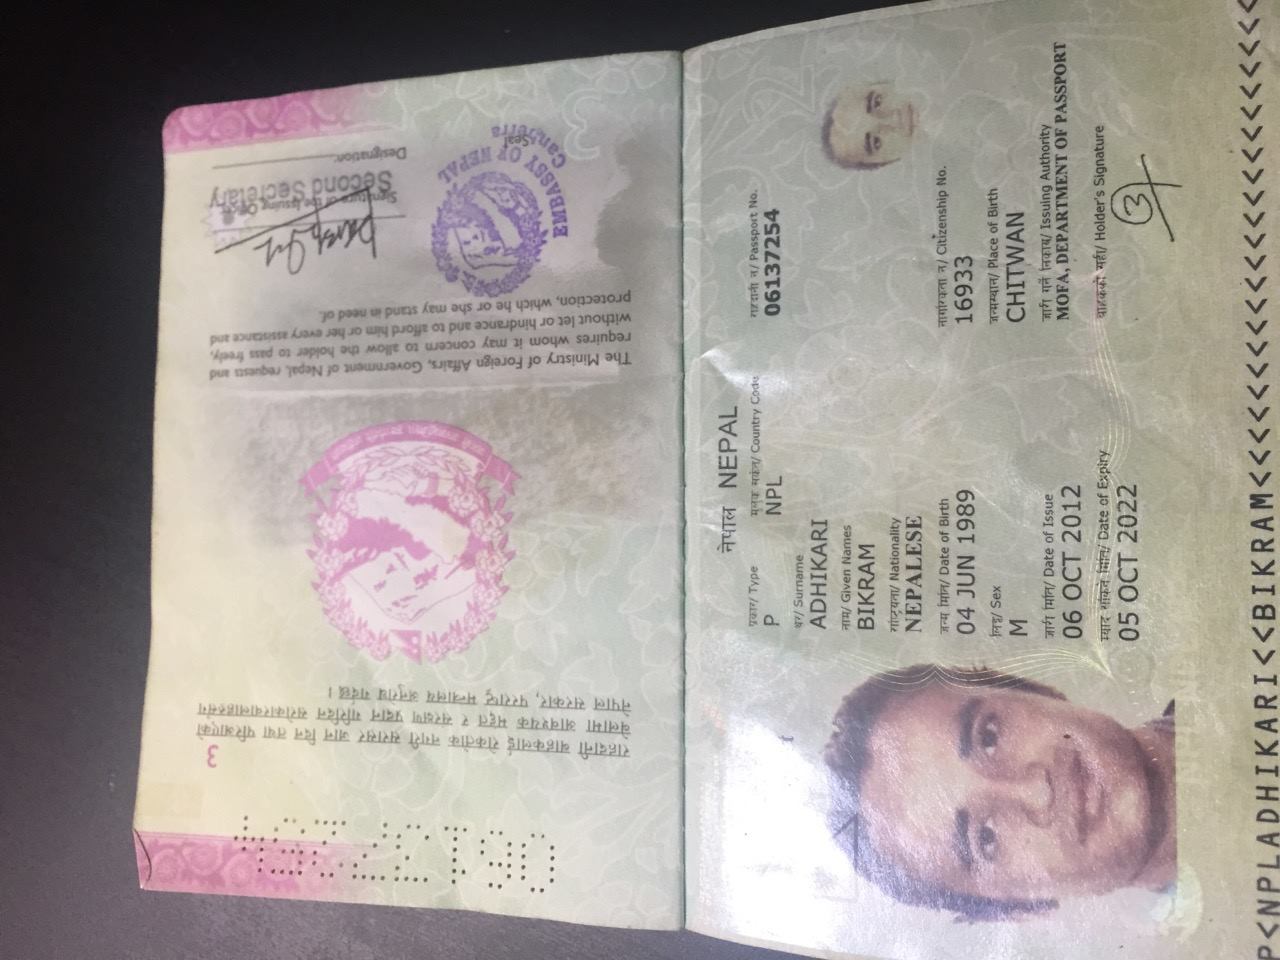 3
राहदानी वाहकलाई रोकतोक नगरी सरासर जान दिन तथा परिआएको
बेलामा आवश्यक मद्दत र संरक्षण प्रदान गरिदिन सरोकारवालाहरुसंग
नेपाल सरकार, परराष्ट्र मन्त्रालय अनुरोध गर्दछ ।
The Ministry of Foreign Affairs, Government of Nepal, requests and
requires whom it may concern to allow the holder to pass freely,
without let or hindrance and to afford him or her every assistance and
protection, which he or she may stand in need of.
Signature of the Issuing
Second Secretary
Designation:
Seal
EMBASSY OF NEPAL
Canberra
नेपाल NEPAL
प्रकार/ Type
P
मुलुक संकेत/ Country Code
NPL
राहदानी नं/ Passport No.
06137254
थर/ Surname
ADHIKARI
नाम/ Given Names
BIKRAM
राष्ट्रियता/ Nationality
NEPALESE
जन्म मिति/ Date of Birth
04 JUN 1989
नागरिकता नं/ Citizenship No.
16933
लिङ्ग/ Sex
M
जन्मस्थान/ Place of Birth
CHITWAN
जारी मिति/ Date of Issue
06 OCT 2012
जारी गर्ने निकाय/ Issuing Authority
MOFA, DEPARTMENT OF PASSPORT
म्याद सकिने मिति/ Date of Expiry
05 OCT 2022
वाहकको सही/ Holder's Signature
P<NPLADHIKARI<<BIKRAM<<<<<<<<<<<<<<<<<<